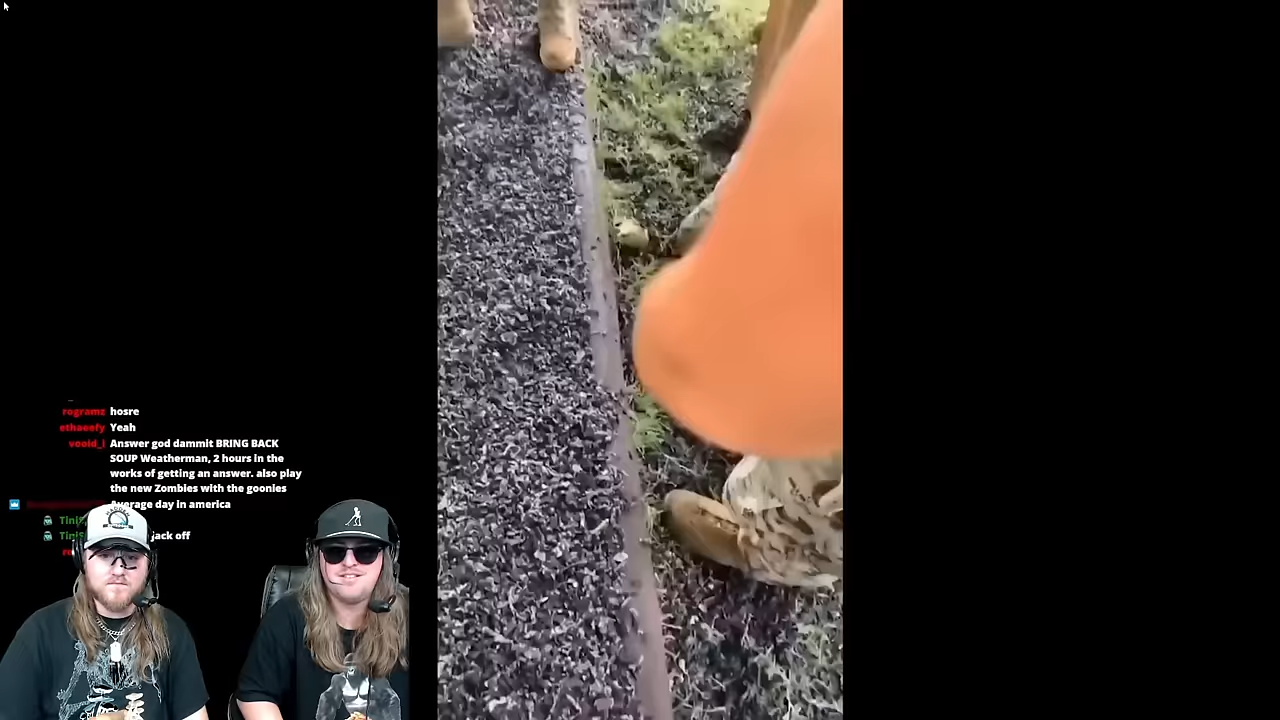 rogramz hosre
ethaeefy Yeah
vooid_i Answer god dammit BRING BACK
SOUP Weatherman, 2 hours in the
works of getting an answer. also play
the new Zombies with the goonies
Average day in america
jack off